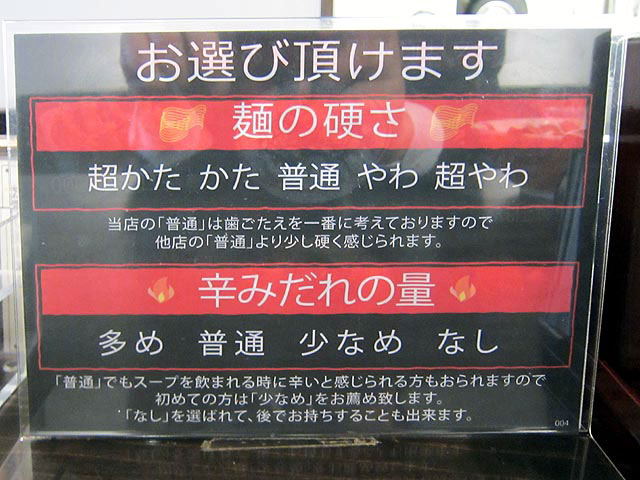 お選び頂けます
麺の硬さ
超かた かた 普通 やわ 超やわ
当店の「普通」は歯ごたえを一番に考えておりますので
他店の「普通」より少し硬く感じられます。
辛みだれの量
多め 普通 少なめ なし
「普通」でもスープを飲まれる時に辛いと感じられる方もおられますので
初めての方は「少なめ」をお薦め致します。
「なし」を選ばれて、後でお持ちすることも出来ます。
004